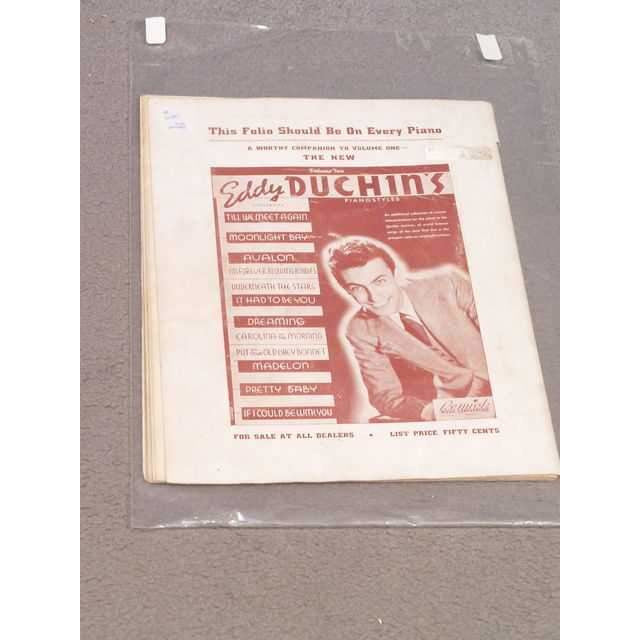 This Folio Should Be On Every Piano
A WORTHY COMPANION TO VOLUME ONE—
THE NEW
Volume Two
Eddy DUCHIN'S
PIANOSTYLES
TILL WE MEET AGAIN
MOONLIGHT BAY
AVALON
I'M FOREVER BLOWING BUBBLES
UNDERNEATH THE STARS
IT HAD TO BE YOU
DREAMING
CAROLINA IN THE MORNING
PUT ON YOUR OLD GREY BONNET
MADELON
PRETTY BABY
IF I COULD BE WITH YOU
FOR SALE AT ALL DEALERS • LIST PRICE FIFTY CENTS